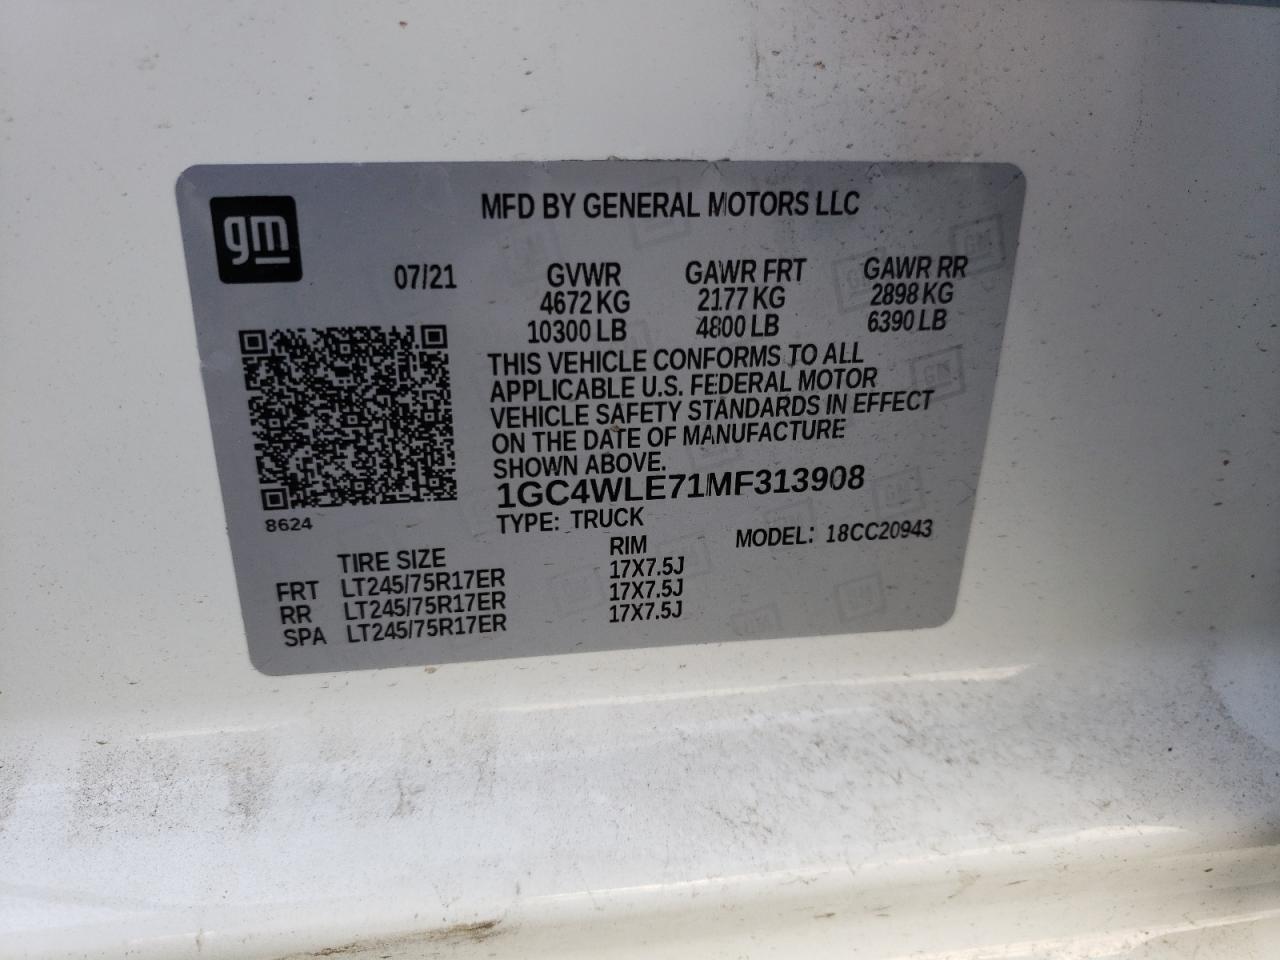 MFD BY GENERAL MOTORS LLC
gm
07/21 GVWR GAWR FRT GAWR RR
4672 KG 2177 KG 2898 KG
10300 LB 4800 LB 6390 LB
THIS VEHICLE CONFORMS TO ALL
APPLICABLE U.S. FEDERAL MOTOR
VEHICLE SAFETY STANDARDS IN EFFECT
ON THE DATE OF MANUFACTURE
SHOWN ABOVE.
1GC4WLE71MF313908
8624
TYPE: TRUCK MODEL: 18CC20943
TIRE SIZE RIM
FRT LT245/75R17ER 17X7.5J
RR LT245/75R17ER 17X7.5J
SPA LT245/75R17ER 17X7.5J